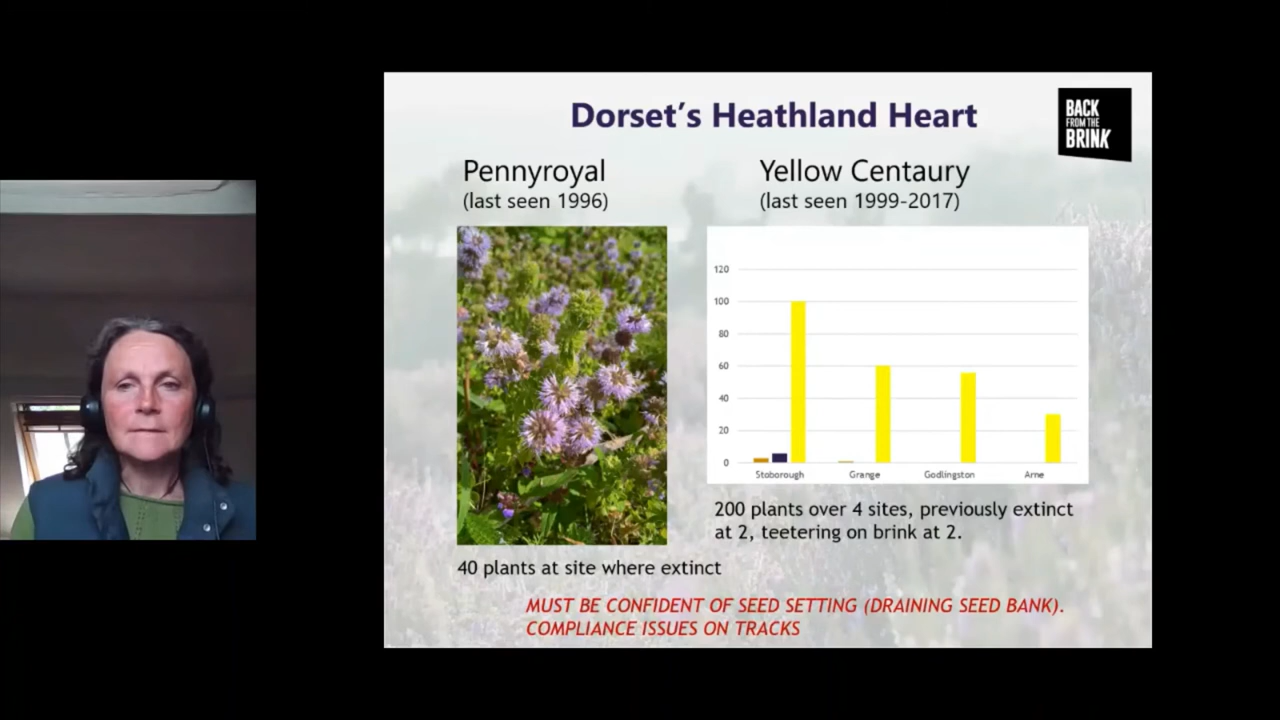 Dorset's Heathland Heart
BACK
FROM THE
BRINK
Pennyroyal
(last seen 1996)
Yellow Centaury
(last seen 1999-2017)
120
100
80
60
40
20
0
Stoborough
Grange
Godlingston
Arne
200 plants over 4 sites, previously extinct
at 2, teetering on brink at 2.
40 plants at site where extinct
MUST BE CONFIDENT OF SEED SETTING (DRAINING SEED BANK).
COMPLIANCE ISSUES ON TRACKS